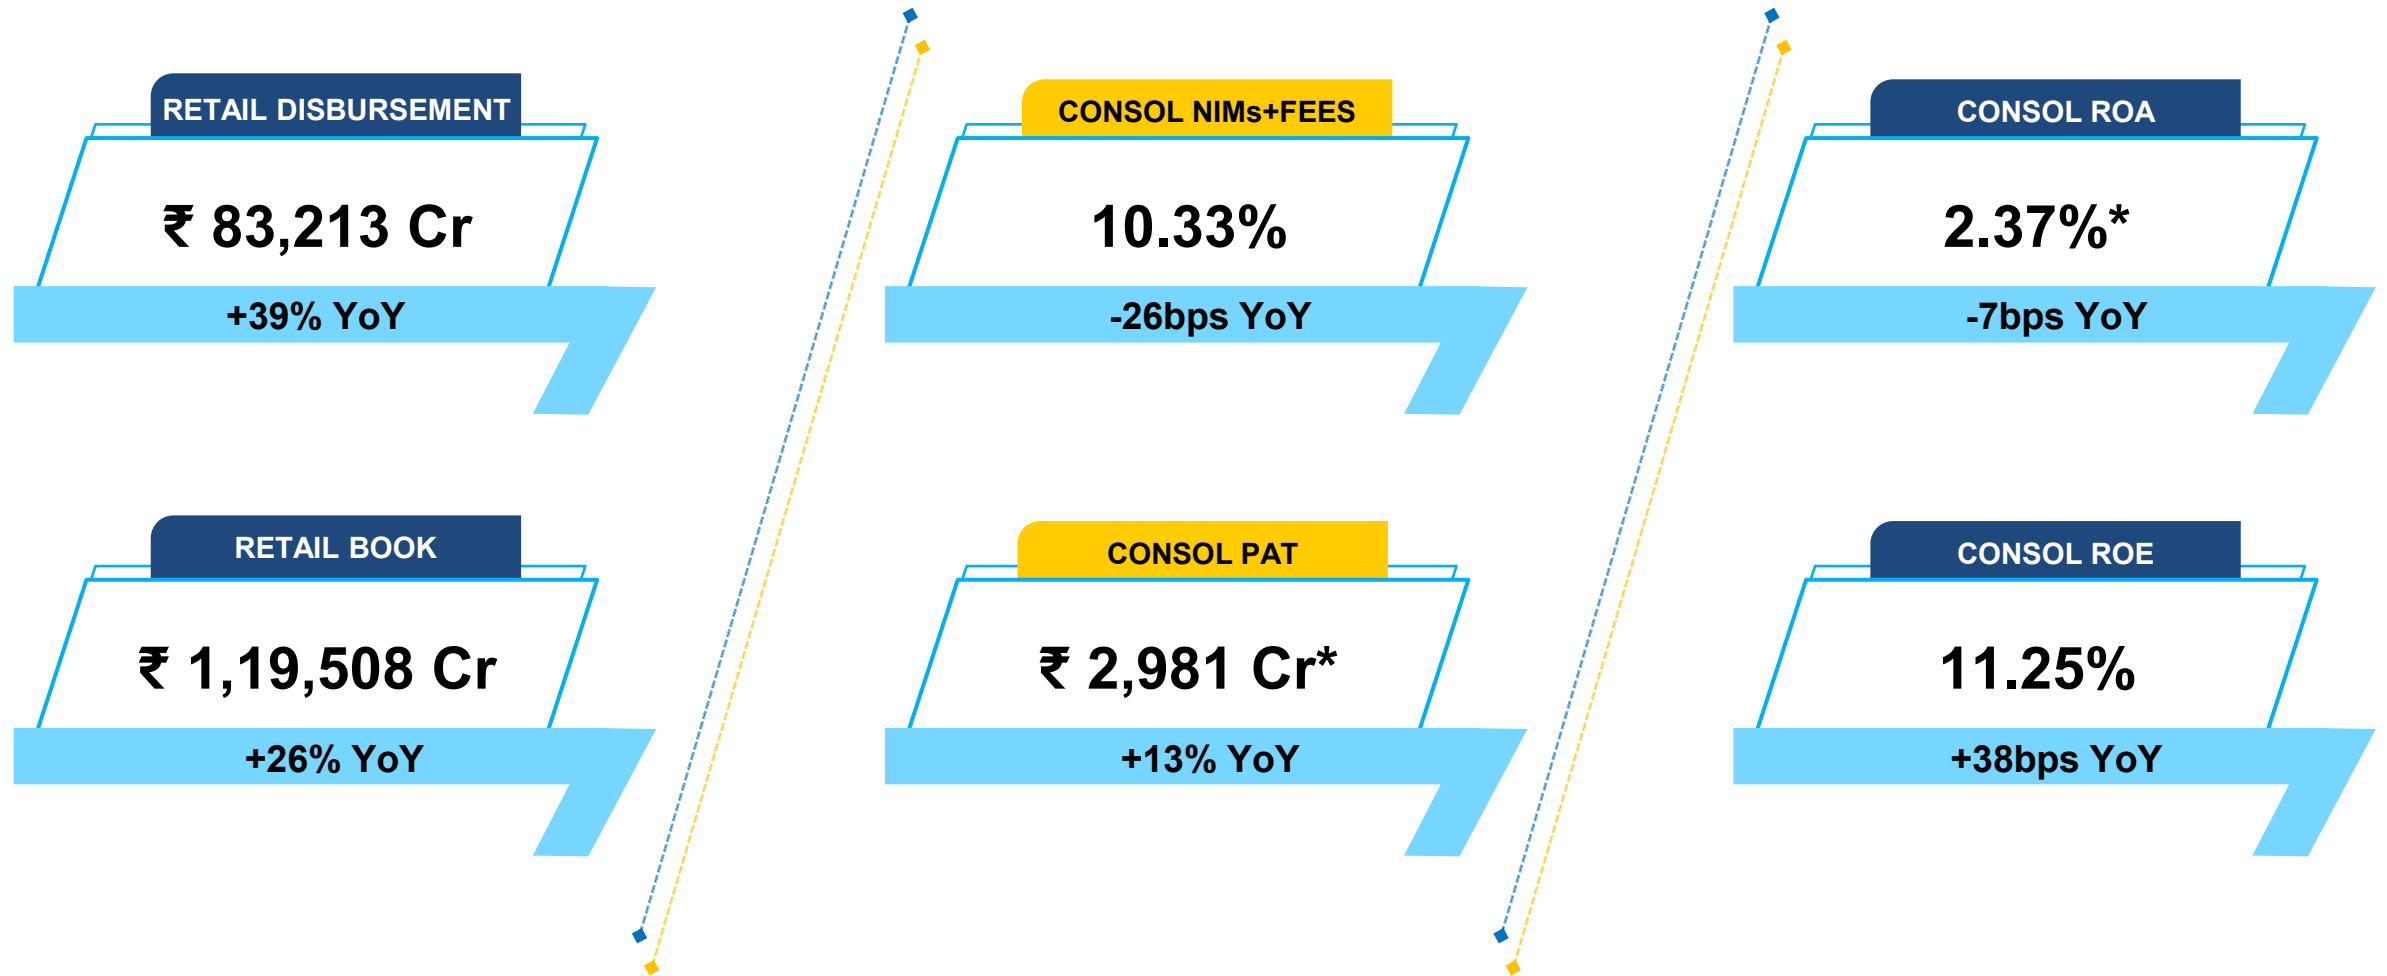 RETAIL DISBURSEMENT
₹ 83,213 Cr
+39% YoY
CONSOL NIMs+FEES
10.33%
-26bps YoY
CONSOL ROA
2.37%*
-7bps YoY
RETAIL BOOK
₹ 1,19,508 Cr
+26% YoY
CONSOL PAT
₹ 2,981 Cr*
+13% YoY
CONSOL ROE
11.25%
+38bps YoY